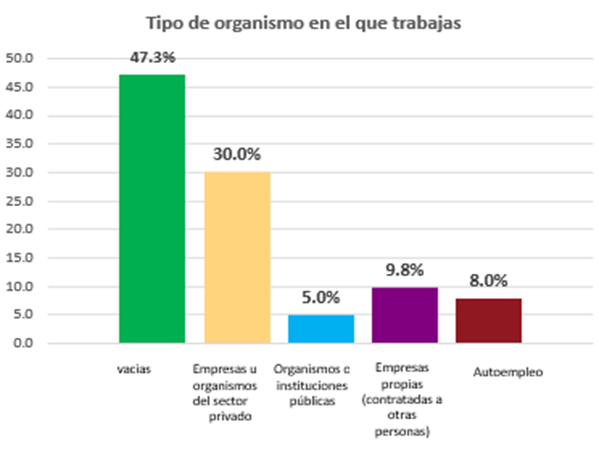 Tipo de organismo en el que trabajas
50.0
45.0
40.0
35.0
30.0
25.0
20.0
15.0
10.0
5.0
0.0
47.3%
30.0%
5.0%
9.8%
8.0%
vacias
Empresas u
organismos
del sector
privado
Organismos o
instituciones
públicas
Empresas
propias
(contratadas a
otras
personas)
Autoempleo